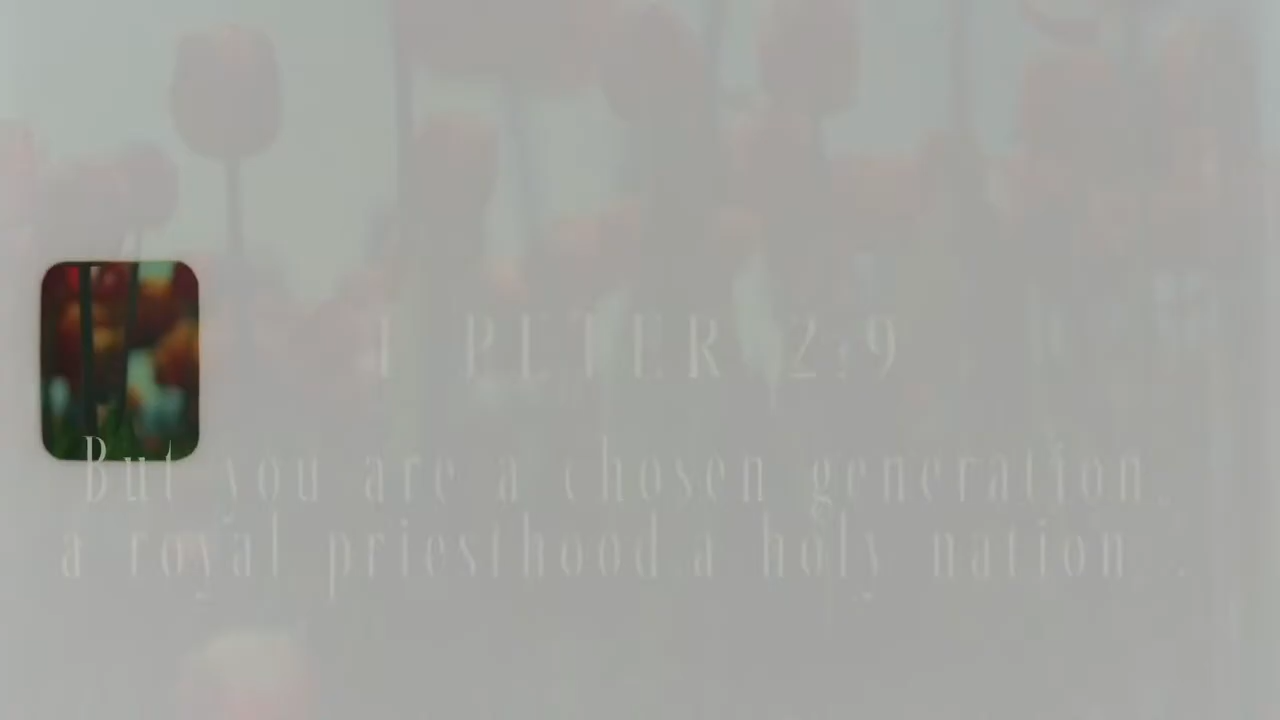 1 PETER 2:9
But you are a chosen generation,
a royal priesthood,a holy nation...